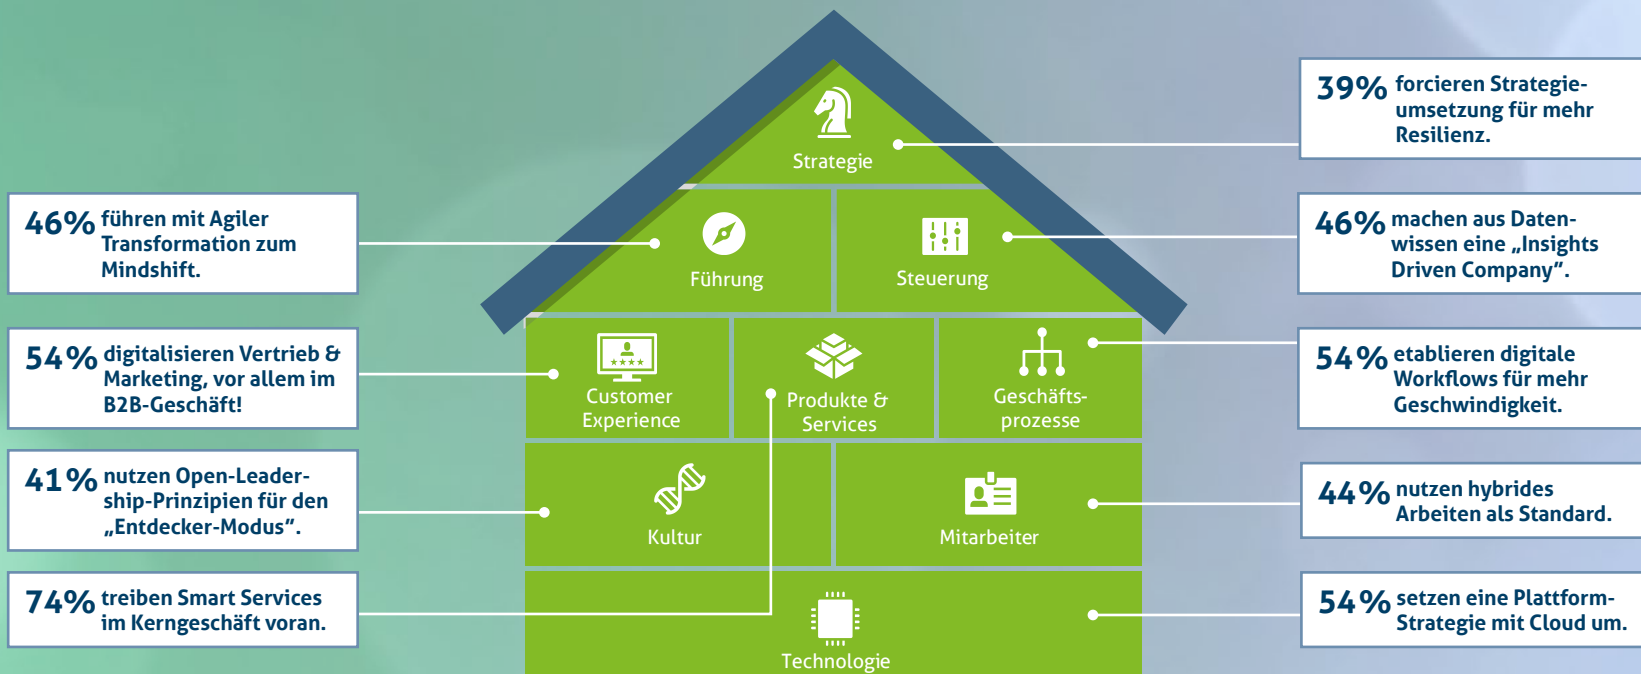 39% forcieren Strategie-
umsetzung für mehr
Resilienz.
Strategie
46% führen mit Agiler
Transformation zum
Mindshift.
Führung
Steuerung
46% machen aus Daten-
wissen eine „Insights
Driven Company“.
54% digitalisieren Vertrieb &
Marketing, vor allem im
B2B-Geschäft!
Customer
Experience
Produkte &
Services
Geschäfts-
prozesse
54% etablieren digitale
Workflows für mehr
Geschwindigkeit.
41% nutzen Open-Leader-
ship-Prinzipien für den
„Entdecker-Modus“.
Kultur
Mitarbeiter
44% nutzen hybrides
Arbeiten als Standard.
74% treiben Smart Services
im Kerngeschäft voran.
Technologie
54% setzen eine Plattform-
Strategie mit Cloud um.